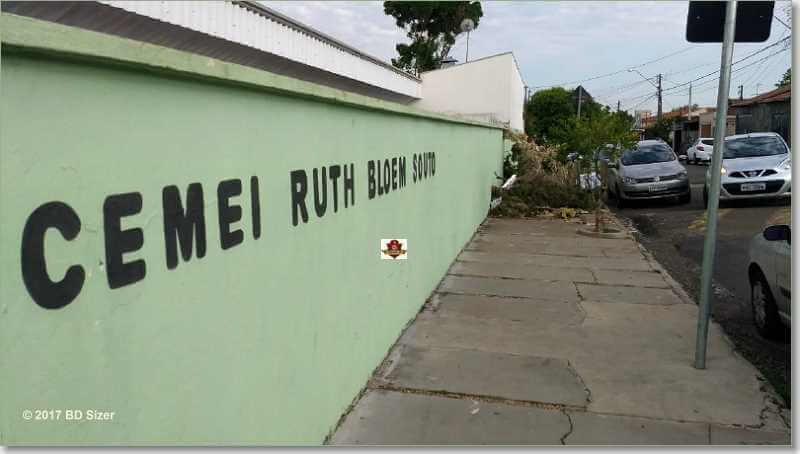 CEMEI RUTH BLOEM SOUTO
© 2017 BD Sizer